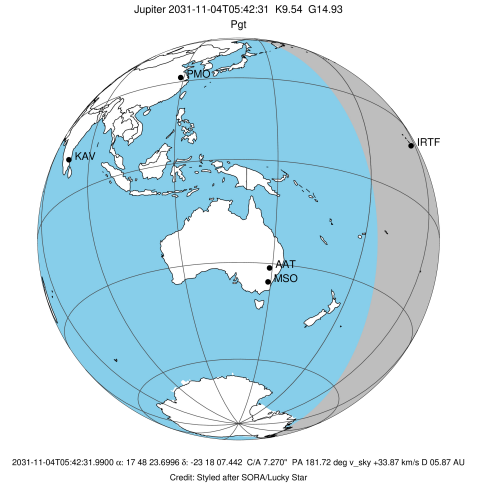 Jupiter 2031-11-04T05:42:31 K9.54 G14.93
Pgt
PMO
IRTF
KAV
AAT
MSO
2031-11-04T05:42:31.9900 α: 17 48 23.6996 δ: -23 18 07.442 C/A 7.270" PA 181.72 deg v_sky +33.87 km/s D 05.87 AU
Credit: Styled after SORA/Lucky Star